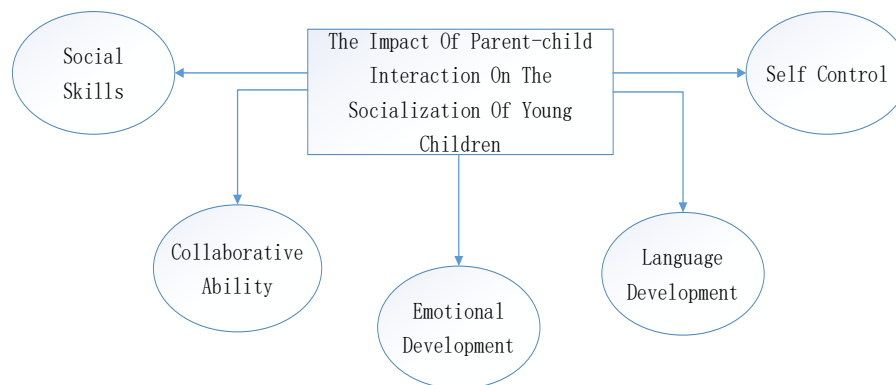 The Impact Of Parent-child
Interaction On The
Socialization Of Young
Children
Social
Skills
Self Control
Collaborative
Ability
Language
Development
Emotional
Development